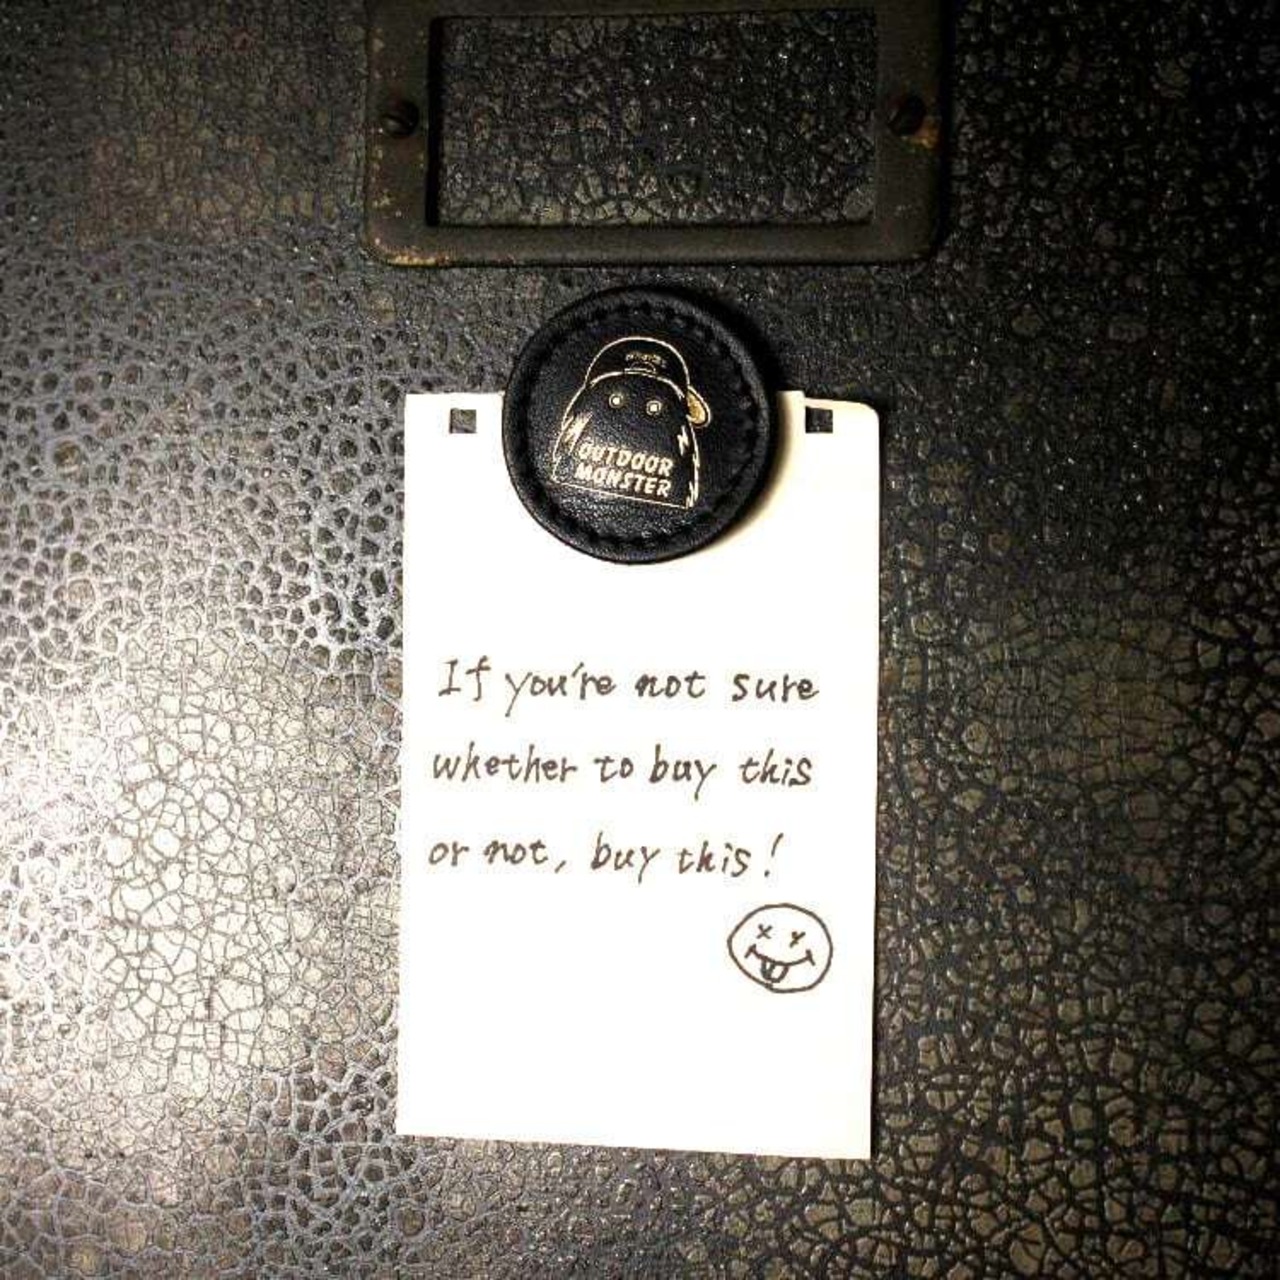 OUTDOOR
MONSTER
If you're not sure
whether to buy this
or not, buy this!